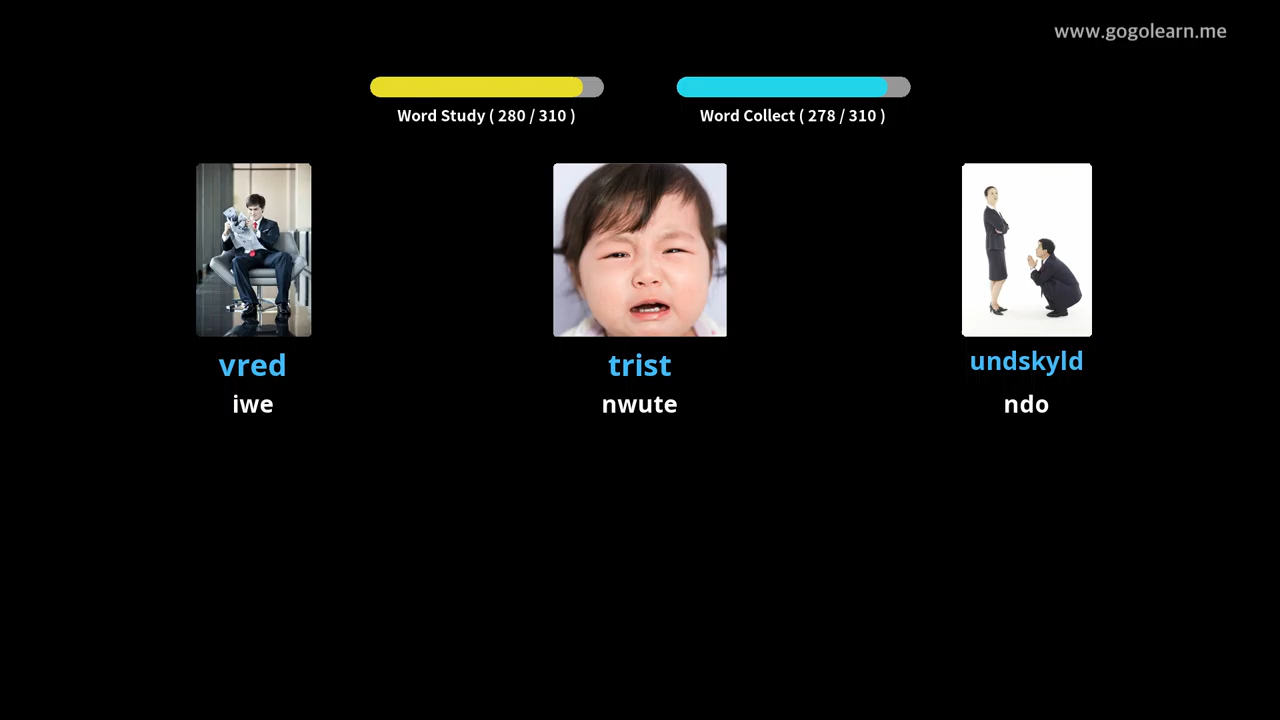 www.gogolearn.me
Word Study ( 280 / 310 )
Word Collect ( 278 / 310 )
vred
trist
undskyld
iwe
nwute
ndo